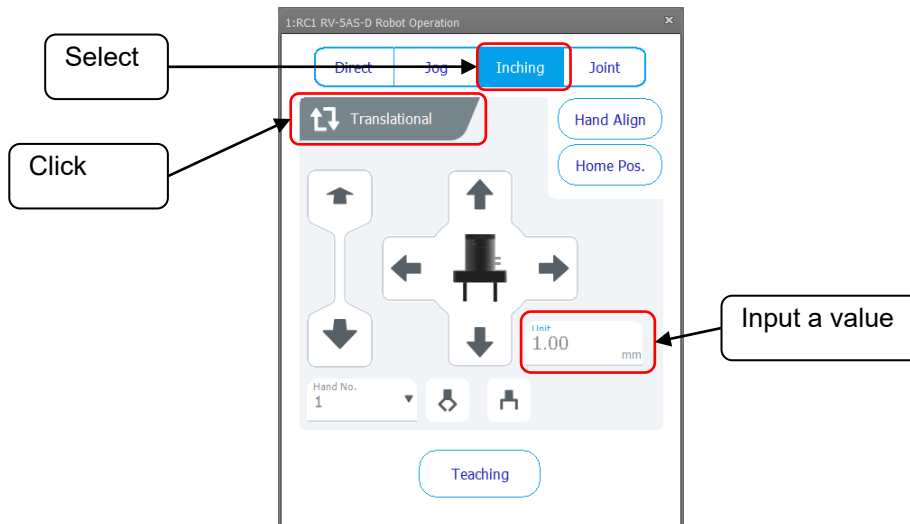 1:RC1 RV-5AS-D Robot Operation
Select
Direct
Jog
Inching
Joint
Translational
Hand Align
Click
Home Pos.
Input a value
Unit
1.00
mm
Hand No.
1
Teaching